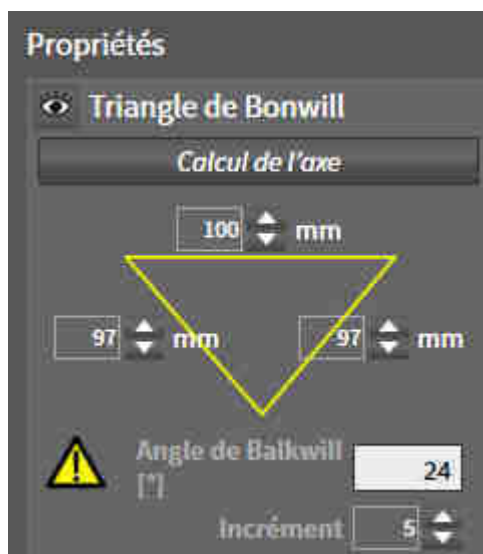 Propriétés
Triangle de Bonwill
Calcul de l'axe
100 mm
97 mm 97 mm
Angle de Balkwill
[°] 24
Incrément 5